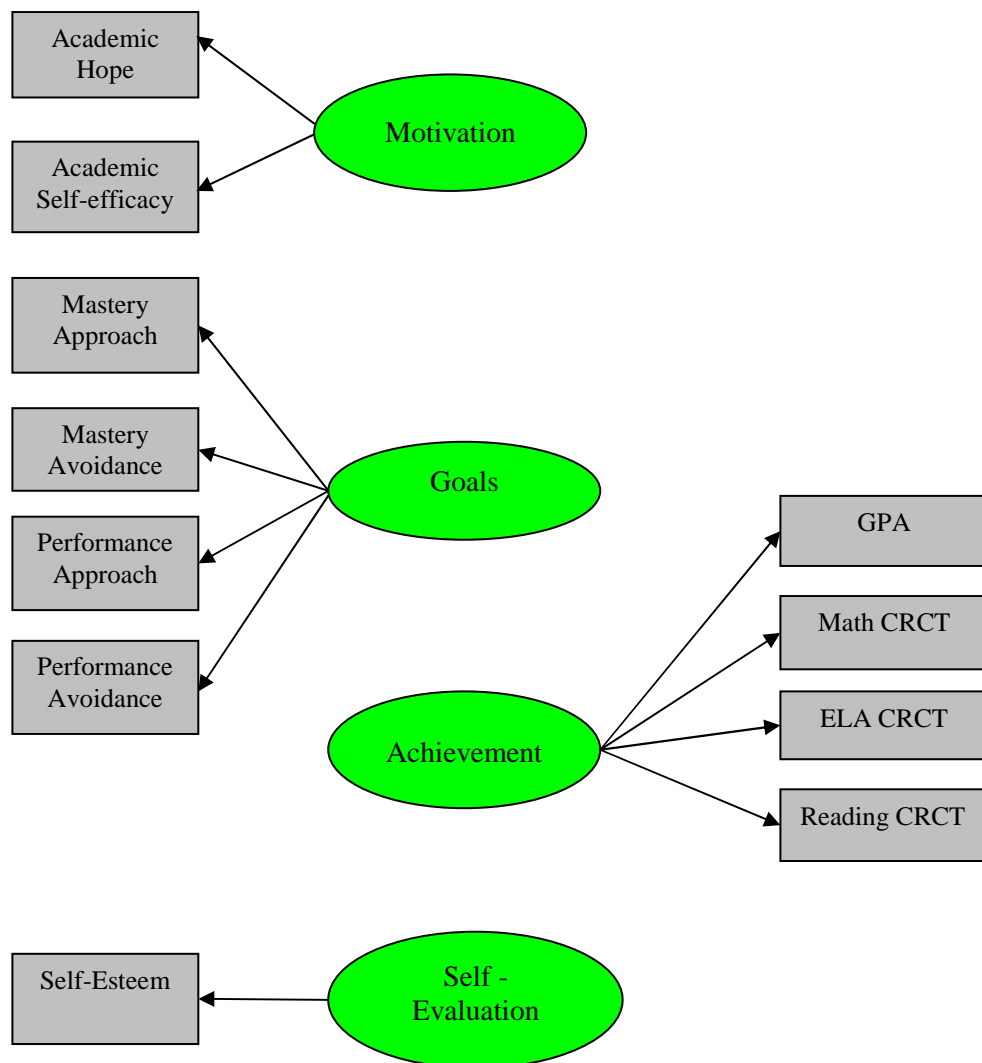 Academic
Hope
Motivation
Academic
Self-efficacy
Mastery
Approach
Mastery
Avoidance
Goals
Performance
Approach
Performance
Avoidance
GPA
Math CRCT
ELA CRCT
Reading CRCT
Achievement
Self-Esteem
Self -
Evaluation